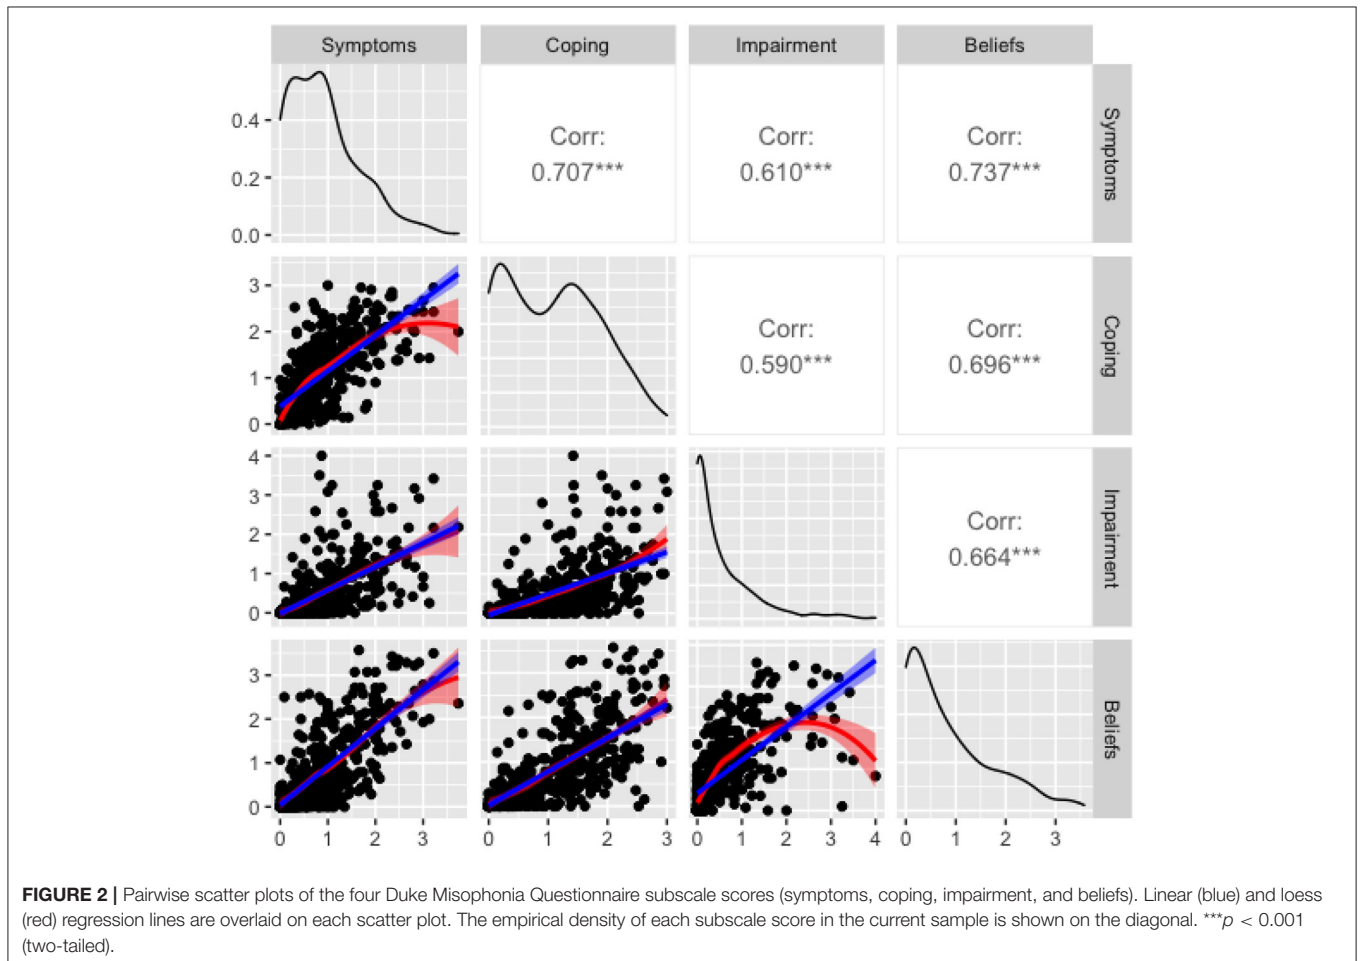 Symptoms Coping Impairment Beliefs
0.4
0.2
0.0
Corr:
0.707***
Corr:
0.610***
Corr:
0.737***
Symptoms
3
2
1
0
Corr:
0.590***
Corr:
0.696***
Coping
4
3
2
1
0
Corr:
0.664***
Impairment
3
2
1
0
Beliefs
0 1 2 3 0 1 2 3 0 1 2 3 4 0 1 2 3
FIGURE 2 | Pairwise scatter plots of the four Duke Misophonia Questionnaire subscale scores (symptoms, coping, impairment, and beliefs). Linear (blue) and loess
(red) regression lines are overlaid on each scatter plot. The empirical density of each subscale score in the current sample is shown on the diagonal. ***p < 0.001
(two-tailed).